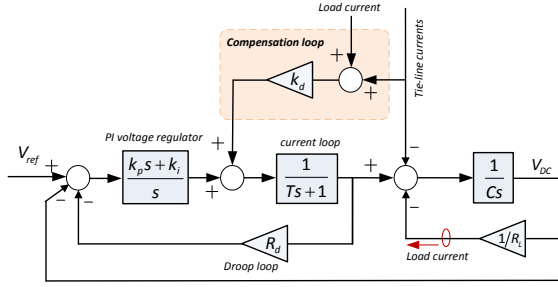 Load current
Compensation loop
Tie-line currents
+
+
k_d
+
PI voltage regulator
current loop
V_ref
+
−
−
k_p s + k_i
s
+
+
1
Ts + 1
+
−
−
1
Cs
V_DC
R_d
Droop loop
Load current
1/R_L